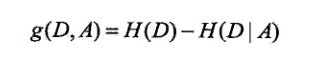 g(D, A) = H(D) − H(D | A)